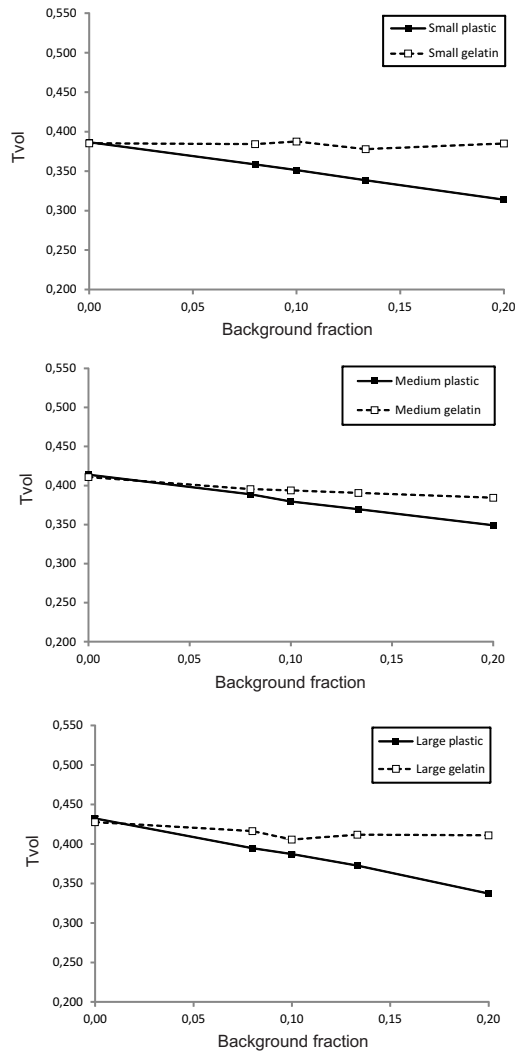 0,550
0,500
0,450
0,400
0,350
0,300
0,250
0,200
Tvol
Small plastic
Small gelatin
0,00 0,05 0,10 0,15 0,20
Background fraction
0,550
0,500
0,450
0,400
0,350
0,300
0,250
0,200
Tvol
Medium plastic
Medium gelatin
0,00 0,05 0,10 0,15 0,20
Background fraction
0,550
0,500
0,450
0,400
0,350
0,300
0,250
0,200
Tvol
Large plastic
Large gelatin
0,00 0,05 0,10 0,15 0,20
Background fraction